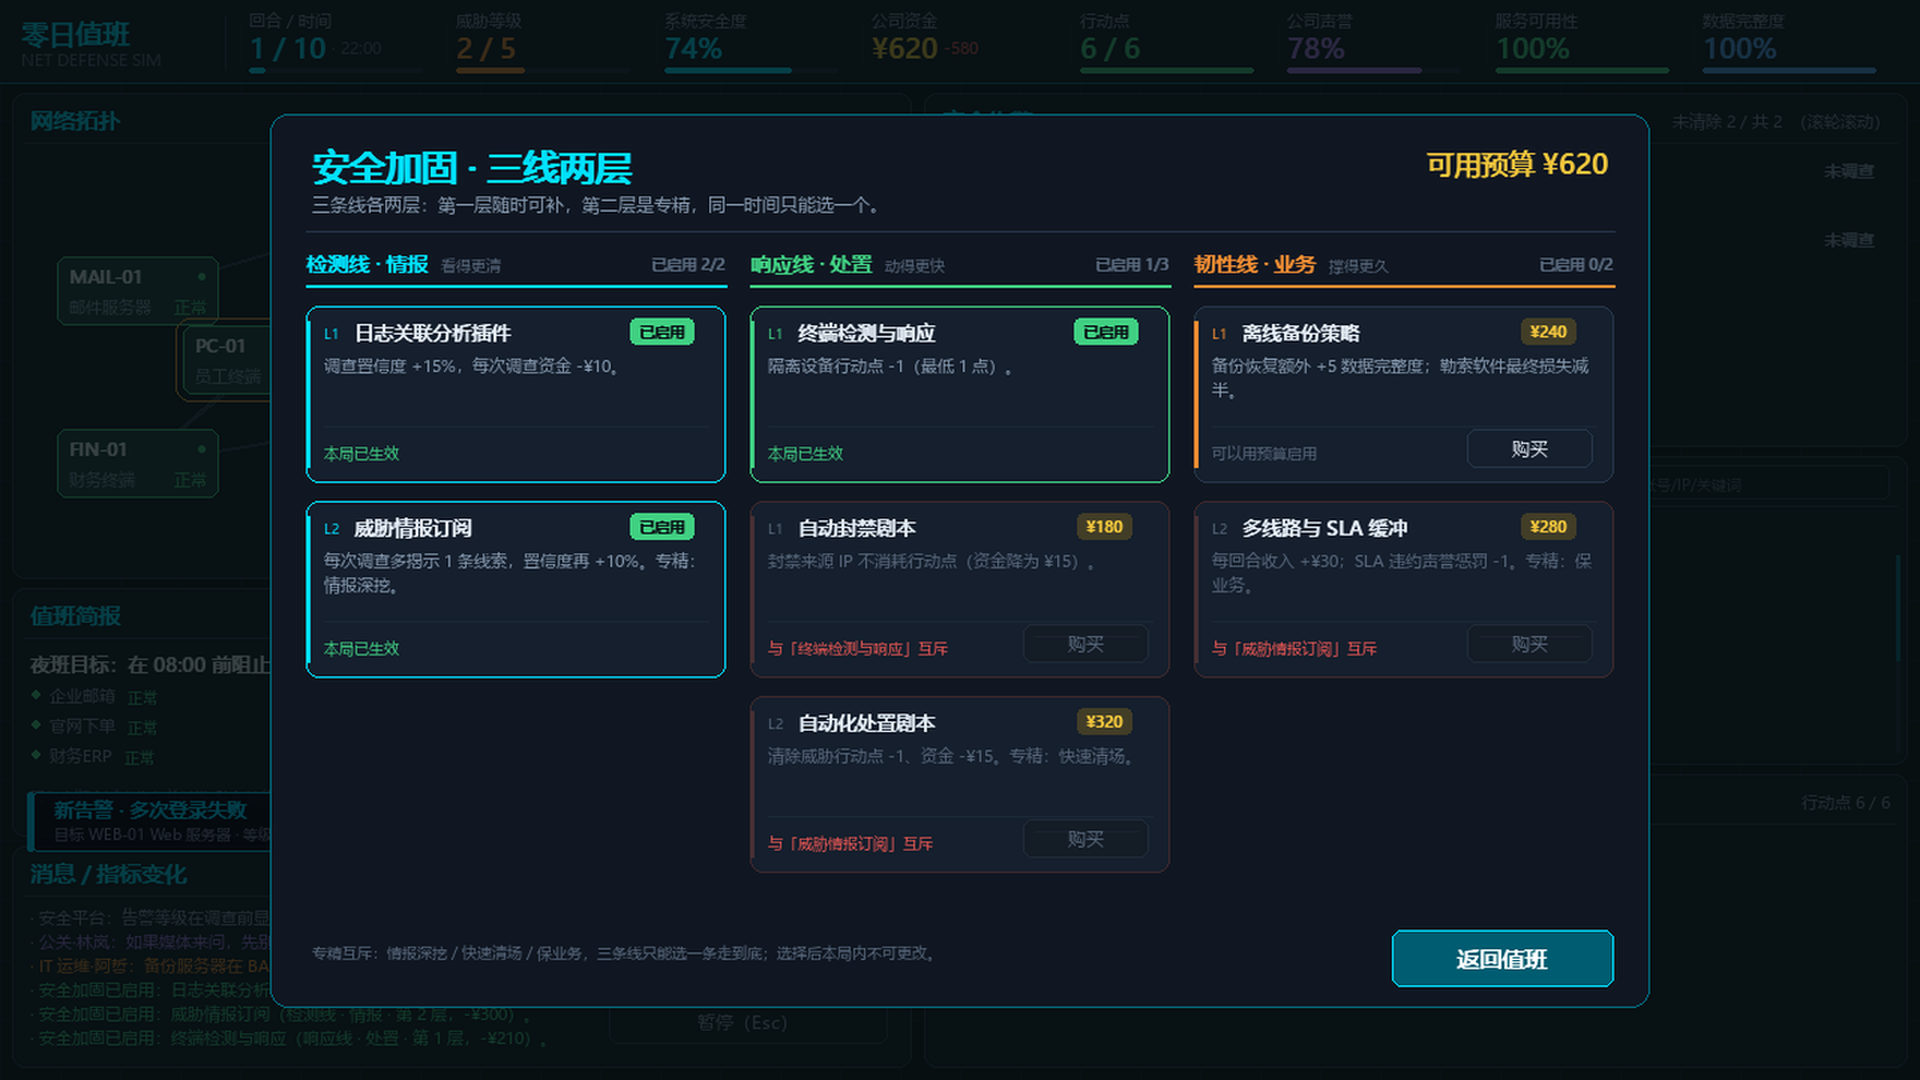 零日值班
NET DEFENSE SIM
回合 / 时间
1 / 10 · 22:00
威胁等级
2 / 5
系统安全度
74%
公司资金
¥620 -580
行动点
6 / 6
公司声誉
78%
服务可用性
100%
数据完整度
100%
网络拓扑
未清除 2 / 共 2 （滚轮滚动）
未调查
未调查
MAIL-01
邮件服务器 正常
PC-01
员工终端
FIN-01
财务终端 正常
值班简报
夜班目标：在 08:00 前阻止
企业邮箱 正常
官网下单 正常
财务ERP 正常
新告警 · 多次登录失败
目标 WEB-01 Web 服务器 · 等级
消息 / 指标变化
· 安全平台：告警等级在调查前显
· 公关·林岚：如果媒体来问，先别
· IT 运维·阿哲：备份服务器在 BA
· 安全加固已启用：日志关联分析
· 安全加固已启用：威胁情报订阅（检测线 · 情报 · 第 2 层，-¥300）。
· 安全加固已启用：终端检测与响应（响应线 · 处置 · 第 1 层，-¥210）。
暂停（Esc）
号/IP/关键词
行动点 6 / 6
安全加固 · 三线两层
可用预算 ¥620
三条线各两层：第一层随时可补，第二层是专精，同一时间只能选一个。
检测线 · 情报 看得更清 已启用 2/2
L1 日志关联分析插件 已启用
调查置信度 +15%，每次调查资金 -¥10。
本局已生效
L2 威胁情报订阅 已启用
每次调查多揭示 1 条线索，置信度再 +10%。专精：
情报深挖。
本局已生效
响应线 · 处置 动得更快 已启用 1/3
L1 终端检测与响应 已启用
隔离设备行动点 -1（最低 1 点）。
本局已生效
L1 自动封禁剧本 ¥180
封禁来源 IP 不消耗行动点（资金降为 ¥15）。
与「终端检测与响应」互斥 购买
L2 自动化处置剧本 ¥320
清除威胁行动点 -1、资金 -¥15。专精：快速清场。
与「威胁情报订阅」互斥 购买
韧性线 · 业务 撑得更久 已启用 0/2
L1 离线备份策略 ¥240
备份恢复额外 +5 数据完整度；勒索软件最终损失减
半。
可以用预算启用 购买
L2 多线路与 SLA 缓冲 ¥280
每回合收入 +¥30；SLA 违约声誉惩罚 -1。专精：保
业务。
与「威胁情报订阅」互斥 购买
专精互斥：情报深挖 / 快速清场 / 保业务，三条线只能选一条走到底；选择后本局内不可更改。
返回值班